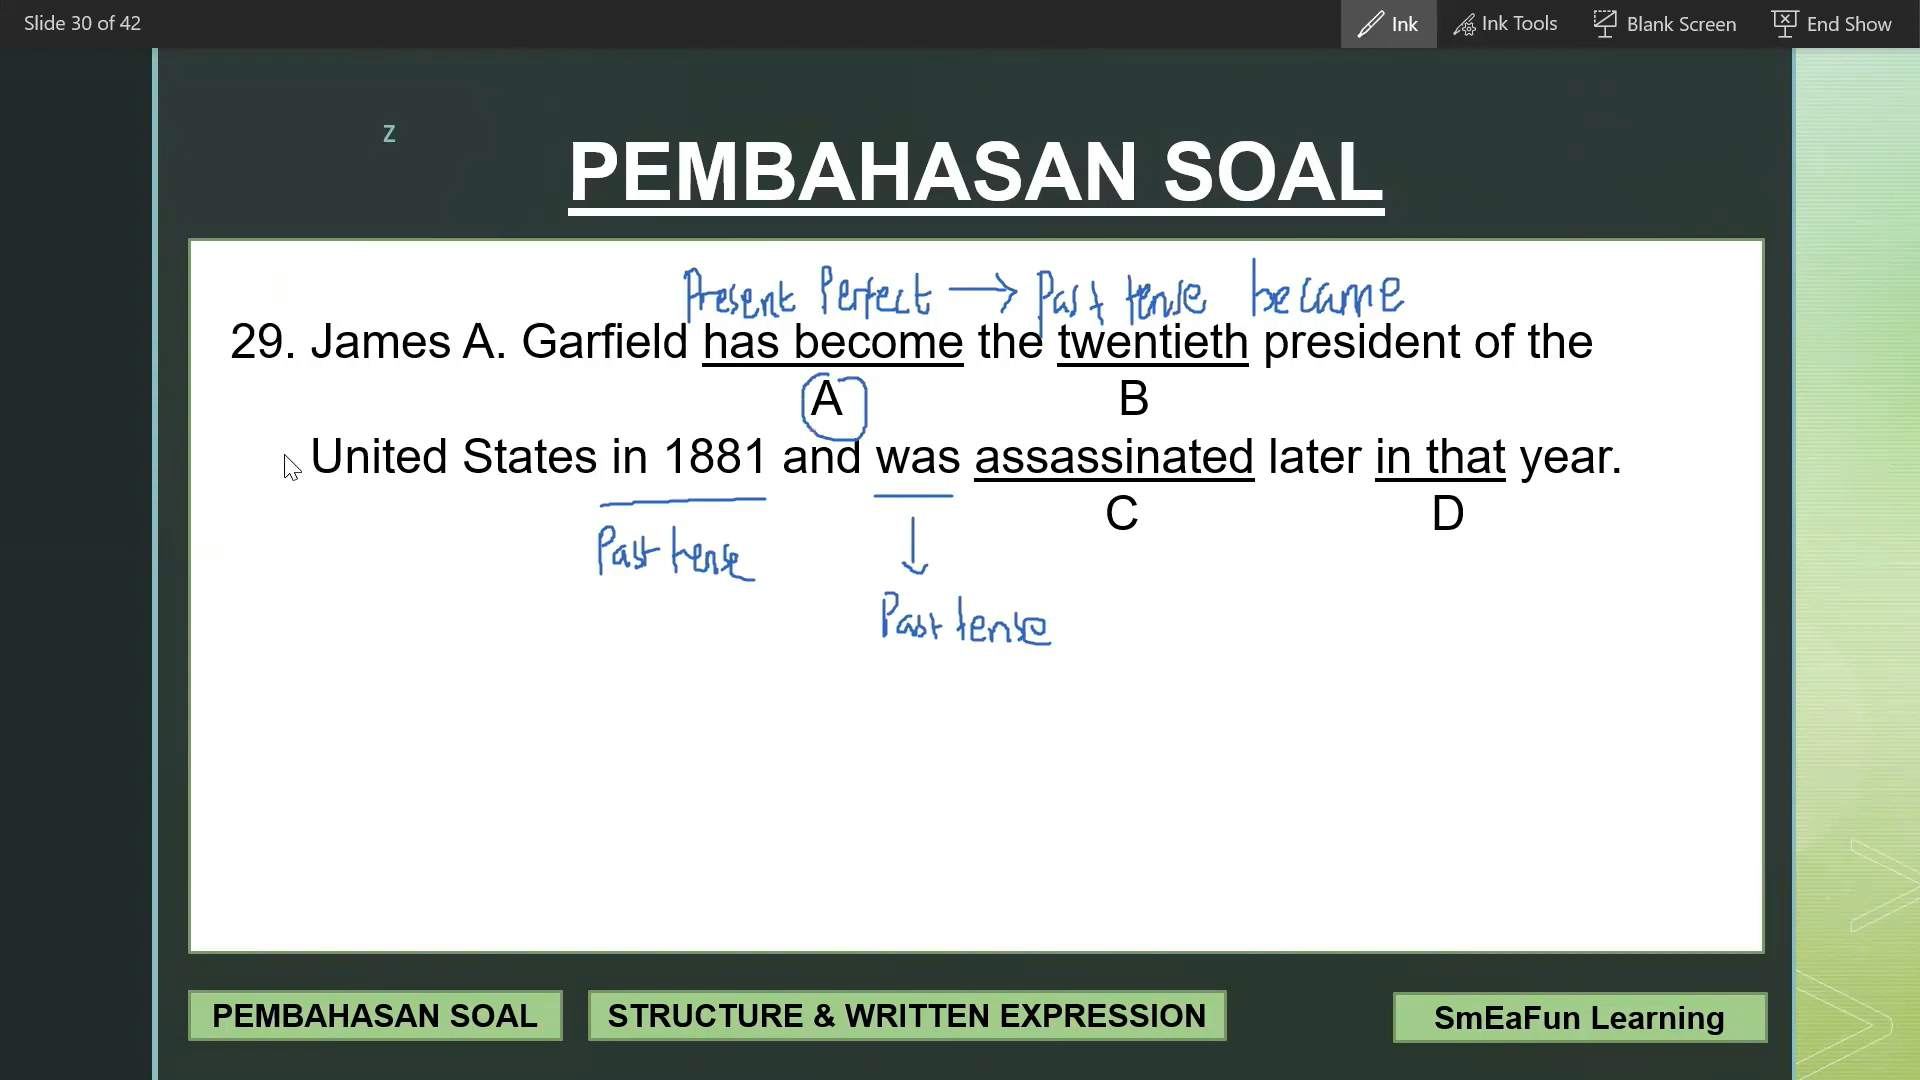 Slide 30 of 42
Ink
Ink Tools
Blank Screen
End Show
z
PEMBAHASAN SOAL
Present Perfect → Past tense became
29. James A. Garfield has become the twentieth president of the
A B
United States in 1881 and was assassinated later in that year.
C D
Past tense
Past tense
PEMBAHASAN SOAL
STRUCTURE & WRITTEN EXPRESSION
SmEaFun Learning